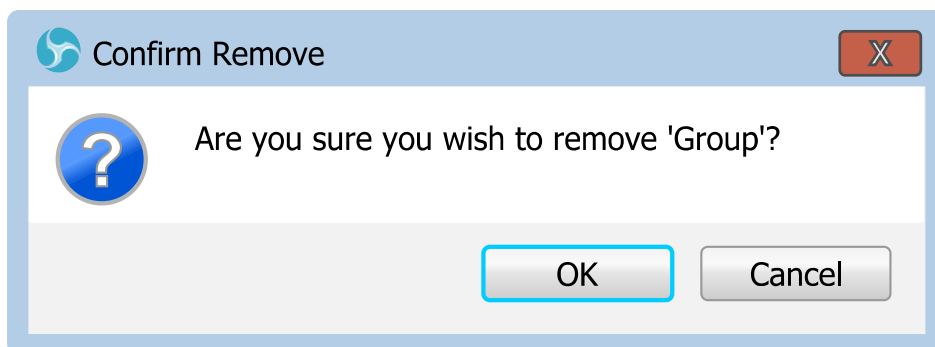 Confirm Remove
X
Are you sure you wish to remove 'Group'?
?
OK
Cancel